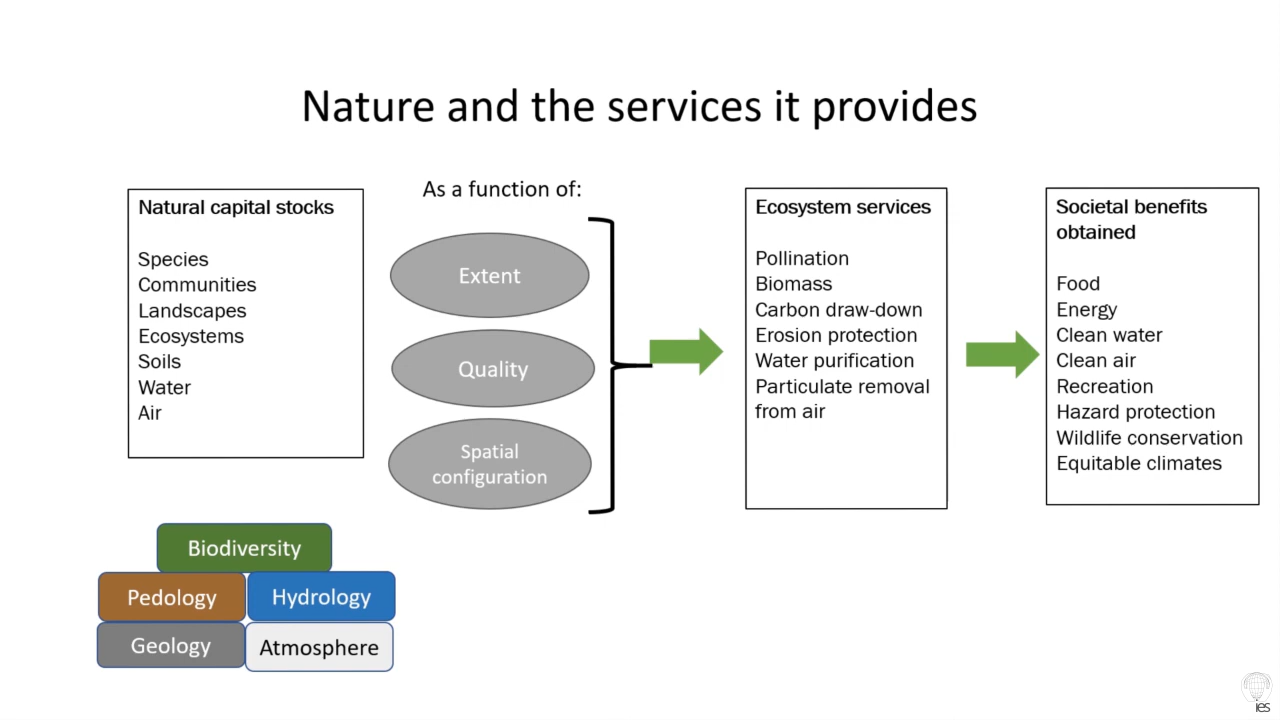 Nature and the services it provides
Natural capital stocks
Species
Communities
Landscapes
Ecosystems
Soils
Water
Air
As a function of:
Extent
Quality
Spatial
configuration
Ecosystem services
Pollination
Biomass
Carbon draw-down
Erosion protection
Water purification
Particulate removal
from air
Societal benefits
obtained
Food
Energy
Clean water
Clean air
Recreation
Hazard protection
Wildlife conservation
Equitable climates
Biodiversity
Pedology
Hydrology
Geology
Atmosphere
ies